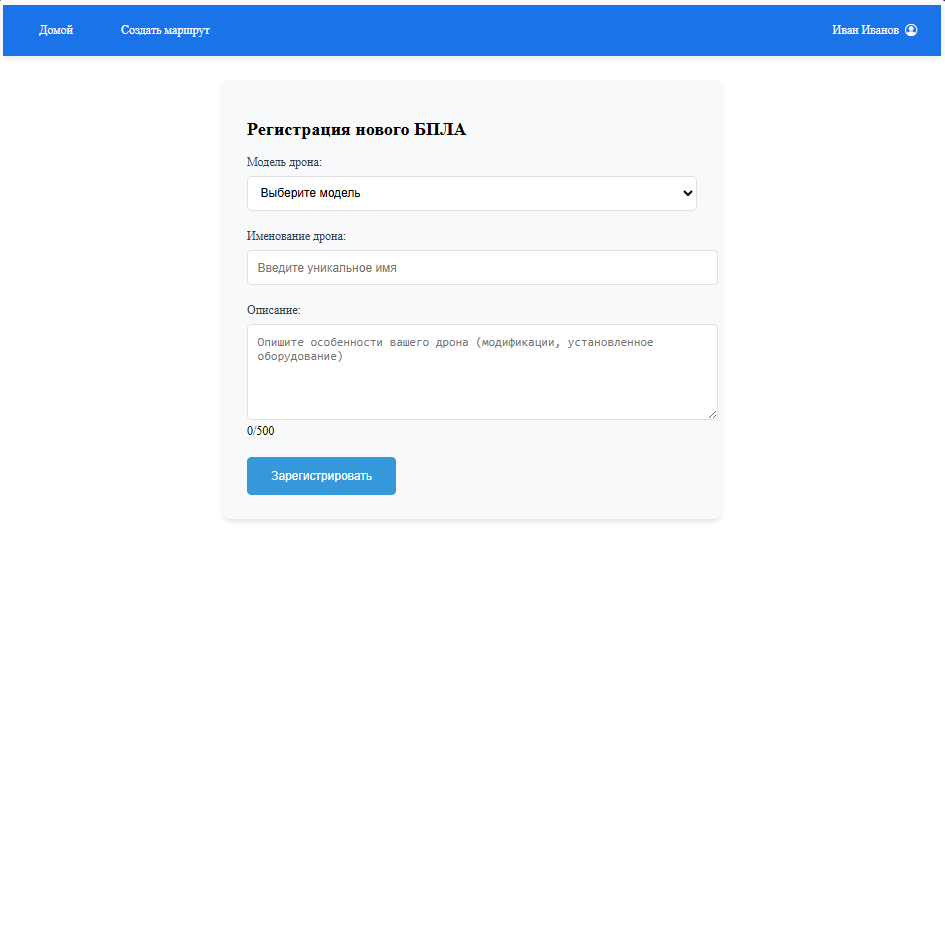 Домой Создать маршрут Иван Иванов
Регистрация нового БПЛА
Модель дрона:
Выберите модель
Именование дрона:
Введите уникальное имя
Описание:
Опишите особенности вашего дрона (модификации, установленное
оборудование)
0/500
Зарегистрировать